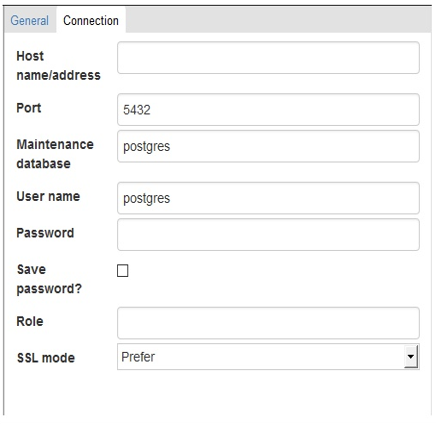 General Connection
Host
name/address
Port 5432
Maintenance
database postgres
User name postgres
Password
Save
password?
Role
SSL mode Prefer